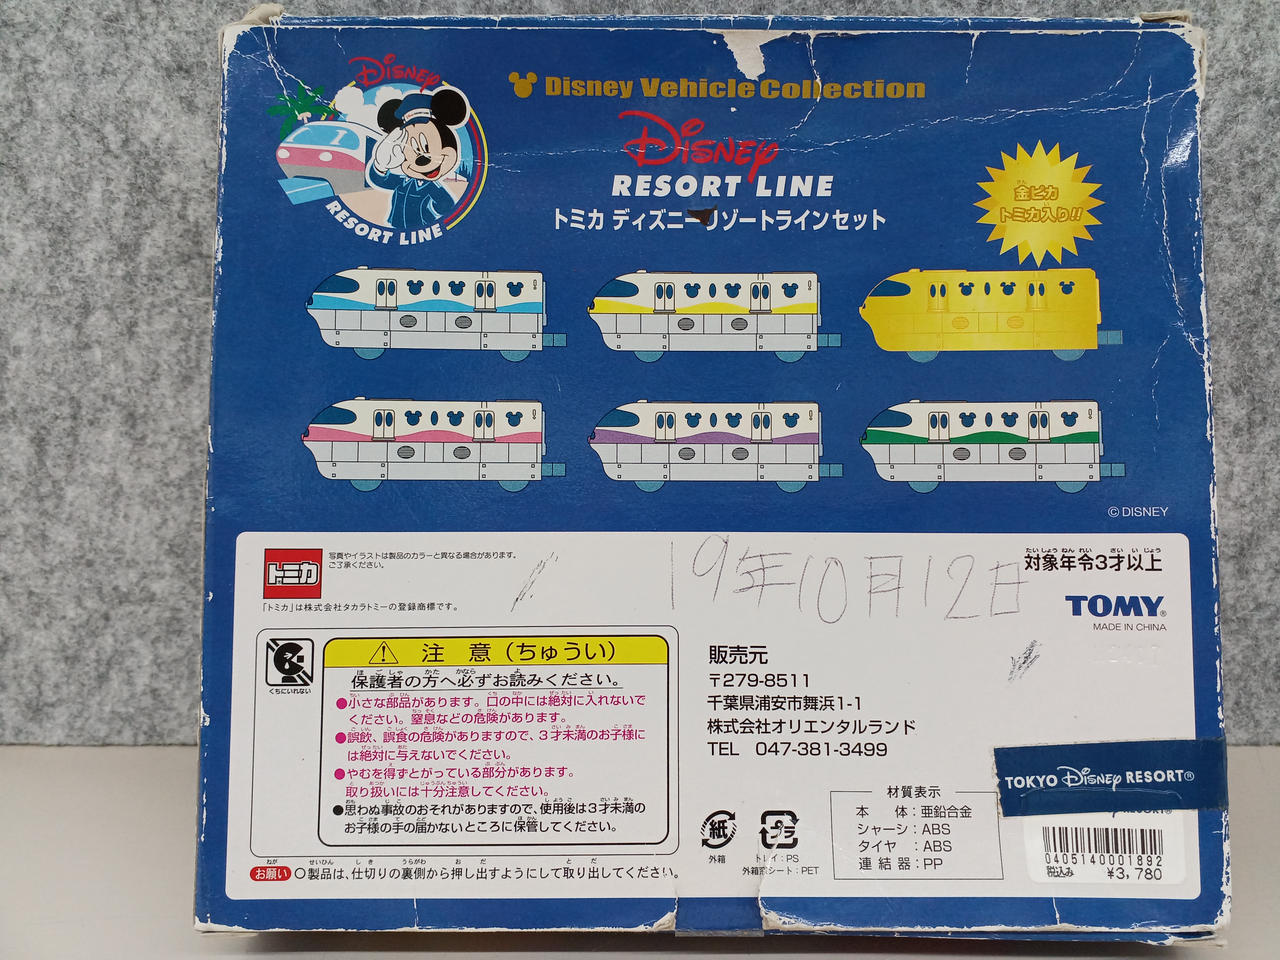 DISNEY
RESORT LINE
Disney Vehicle Collection
DISNEY
RESORT LINE
トミカ ディズニーリゾートラインセット
金ピカ
トミカ入り!!
© DISNEY
トミカ
写真やイラストは製品のカラーと異なる場合があります。
ご了承ください。
「トミカ」は株式会社タカラトミーの登録商標です。
19年10月12日
対象年令3才以上
TOMY®
MADE IN CHINA
くちにいれない
注 意(ちゅうい)
保護者の方へ必ずお読みください。
●小さな部品があります。口の中には絶対に入れないで
ください。窒息などの危険があります。
●誤飲、誤食の危険がありますので、3才未満のお子様に
は絶対に与えないでください。
●やむを得ずとがっている部分があります。
取り扱いには十分注意してください。
●思わぬ事故のおそれがありますので、使用後は3才未満の
お子様の手の届かないところに保管してください。
お願い ○製品は、仕切りの裏側から押し出すようにして取り出してください。
販売元
〒279-8511
千葉県浦安市舞浜1-1
株式会社オリエンタルランド
TEL 047-381-3499
紙
外箱
プラ
トレイ:PS
外箱窓シート:PET
材質表示
本 体:亜鉛合金
シャーシ:ABS
タイヤ :ABS
連結器:PP
TOKYO Disney RESORT®
0405140001892
税込み ¥3,780